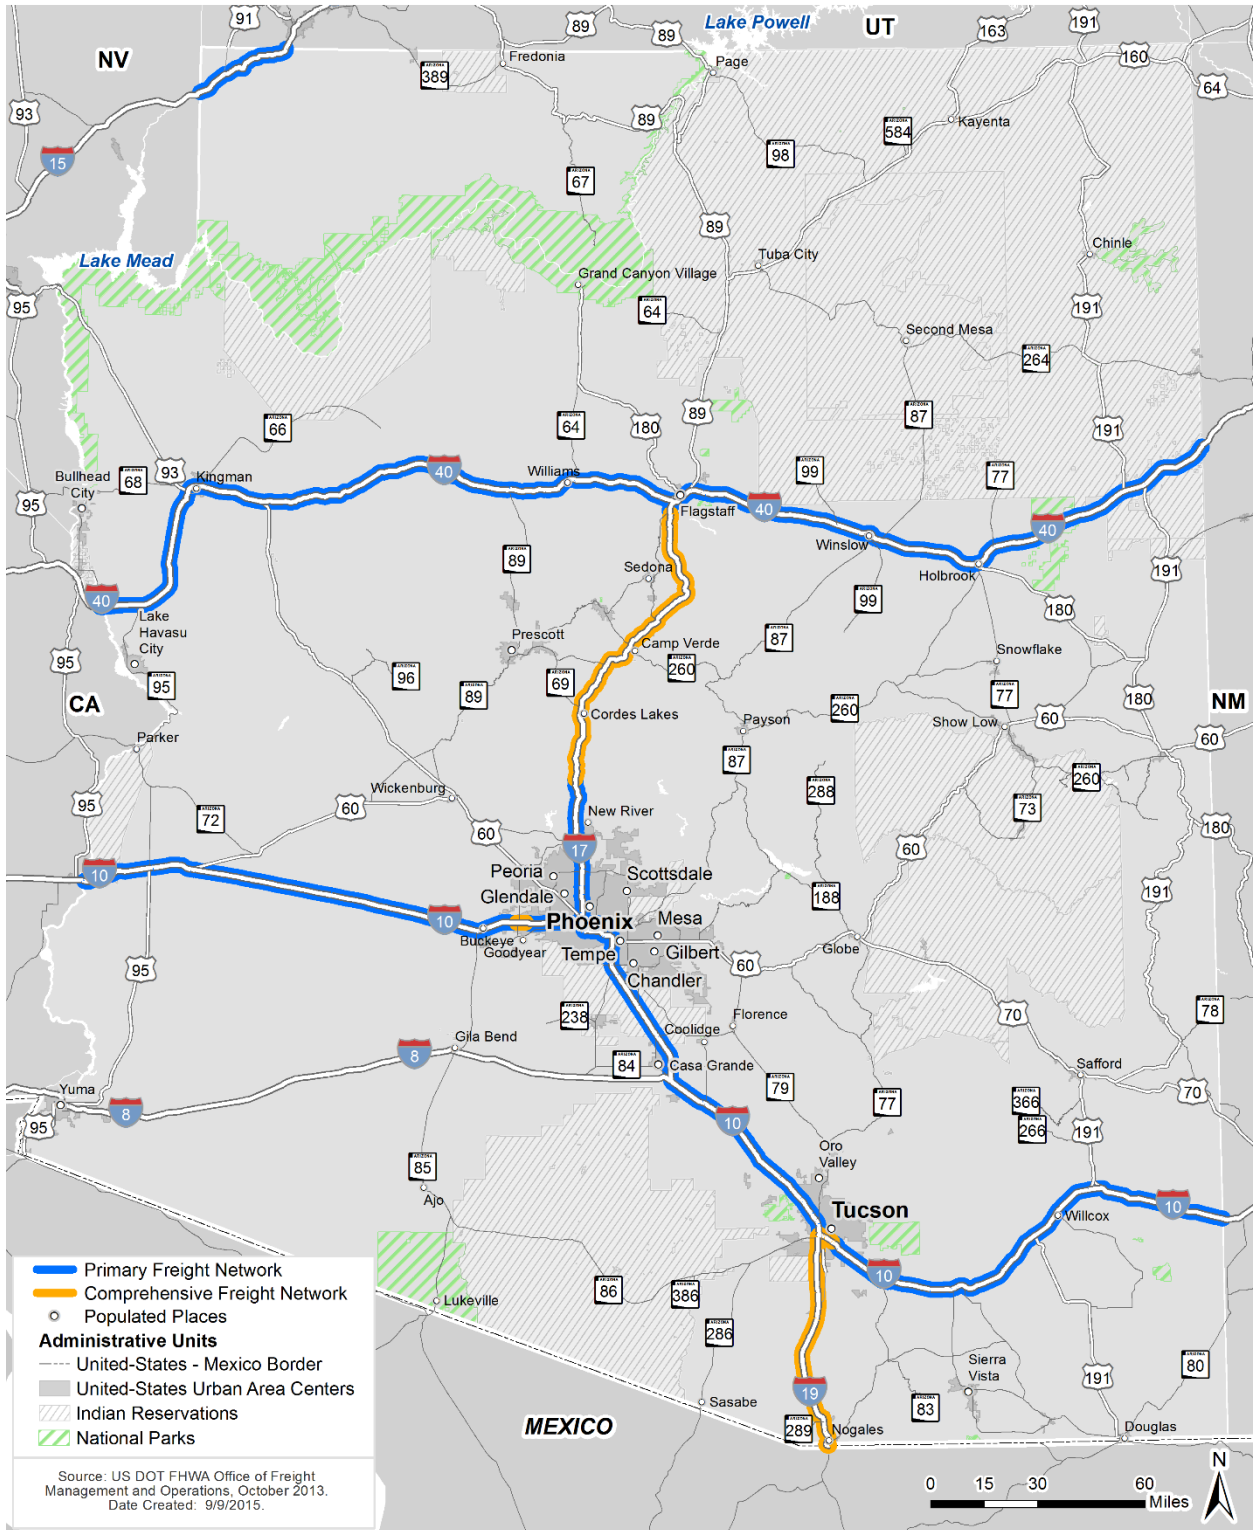 91
89
Lake Powell
UT
191
163
NV
89
Fredonia
389
Page
160
64
93
89
Kayenta
584
15
98
67
89
Chinle
Lake Mead
Tuba City
Grand Canyon Village
95
64
191
Second Mesa
264
66
64
180
89
87
191
Bullhead
City
68
93
Kingman
40
Williams
99
77
95
Flagstaff
40
Winslow
40
89
Sedona
Holbrook
191
40
Lake
Havasu
City
99
180
Prescott
87
Camp Verde
95
95
96
89
69
260
Snowflake
77
180
CA
NM
Cordes Lakes
Payson
260
Show Low
60
60
Parker
87
Wickenburg
288
260
95
72
60
73
60
New River
180
17
60
10
Peoria
Scottsdale
Glendale
188
191
10
Phoenix
Mesa
Buckeye
Goodyear
Tempe
Gilbert
Globe
95
Chandler
60
238
Florence
70
78
Coolidge
Gila Bend
8
84
Casa Grande
Safford
Yuma
79
77
366
70
8
10
266
95
191
Oro
Valley
85
Ajo
Tucson
10
Willcox
Primary Freight Network
Comprehensive Freight Network
Populated Places
Administrative Units
United-States - Mexico Border
United-States Urban Area Centers
Indian Reservations
National Parks
Source: US DOT FHWA Office of Freight
Management and Operations, October 2013.
Date Created: 9/9/2015.
10
86
386
Lukeville
286
Sierra
Vista
80
19
191
Sasabe
83
MEXICO
289
Nogales
Douglas
N
0 15 30 60
Miles